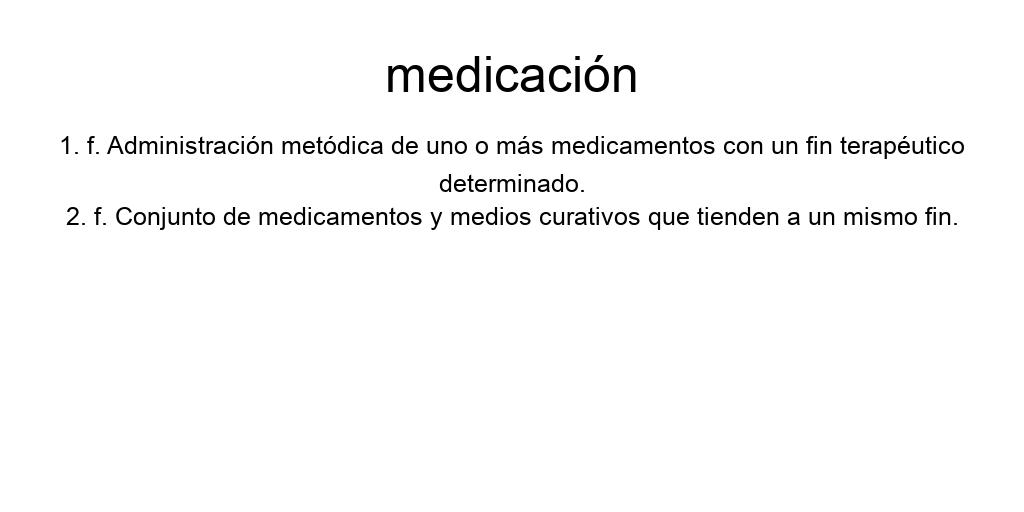 medicación
1. f. Administración metódica de uno o más medicamentos con un fin terapéutico
determinado.
2. f. Conjunto de medicamentos y medios curativos que tienden a un mismo fin.